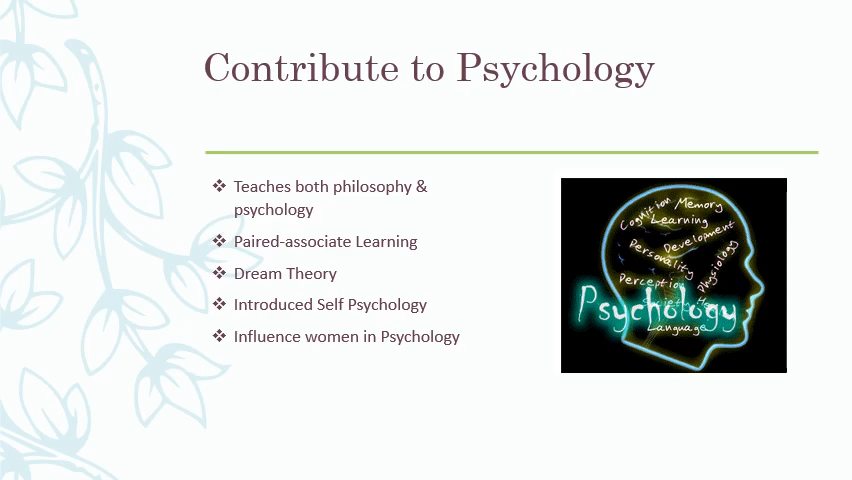 Contribute to Psychology
❖ Teaches both philosophy &
psychology
❖ Paired-associate Learning
❖ Dream Theory
❖ Introduced Self Psychology
❖ Influence women in Psychology
Cognition Memory
Learning
Development
Personality
Physiology
Perception
Psychology
Language